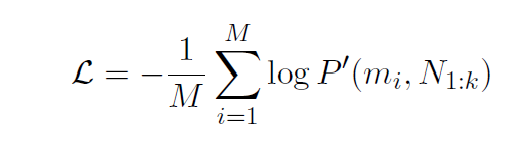 $$\mathcal{L} = -\frac{1}{M} \sum_{i=1}^{M} \log P'(m_i, N_{1:k})$$